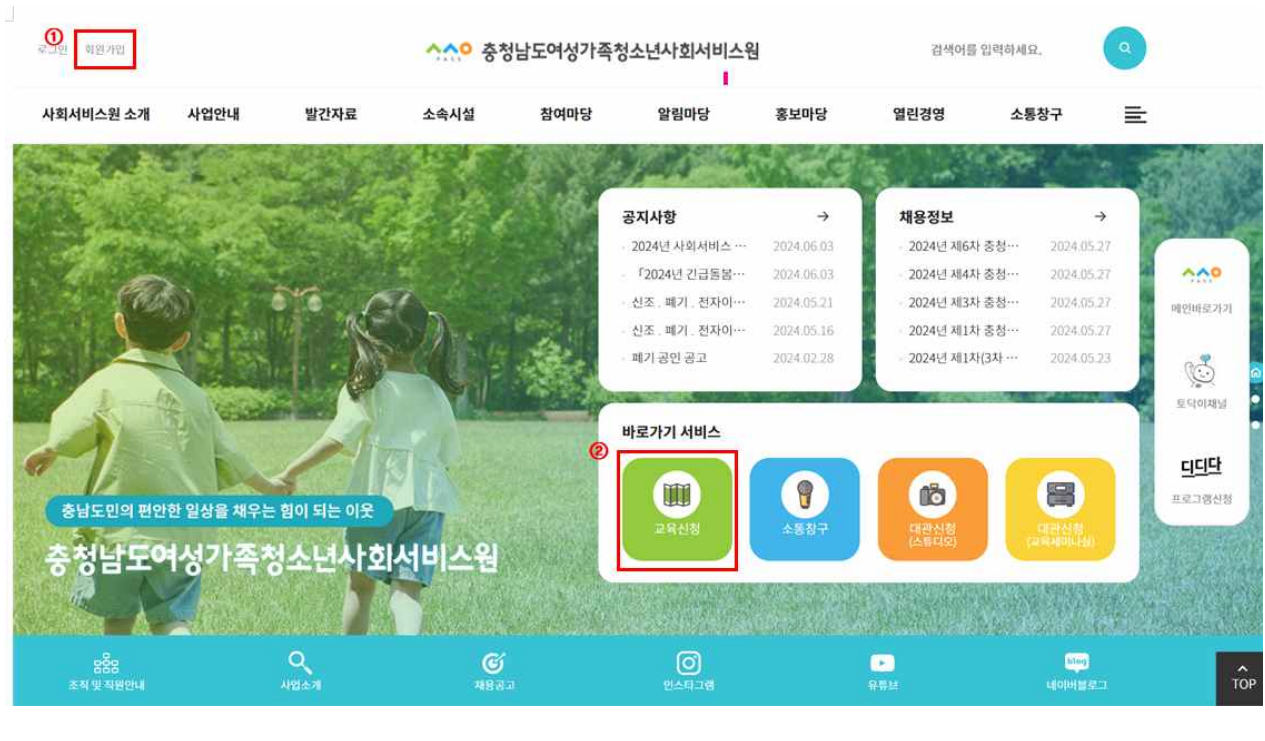 ①
로그인 회원가입
PASS 충청남도여성가족청소년사회서비스원
검색어를 입력하세요.
사회서비스원 소개 사업안내 발간자료 소속시설 참여마당 알림마당 홍보마당 열린경영 소통창구
공지사항 →
· 2024년 사회서비스 … 2024.06.03
· 「2024년 긴급돌봄… 2024.06.03
· 신조 . 폐기 . 전자이… 2024.05.21
· 신조 . 폐기 . 전자이… 2024.05.16
· 폐기 공인 공고 2024.02.28
채용정보 →
· 2024년 제6차 충청… 2024.05.27
· 2024년 제4차 충청… 2024.05.27
· 2024년 제3차 충청… 2024.05.27
· 2024년 제1차 충청… 2024.05.27
· 2024년 제1차(3차 … 2024.05.23
PASS
메인바로가기
토닥이채널
디디다
프로그램신청
바로가기 서비스
②
교육신청
소통창구
대관신청
(스튜디오)
대관신청
(교육세미나실)
충남도민의 편안한 일상을 채우는 힘이 되는 이웃
충청남도여성가족청소년사회서비스원
조직 및 직원안내
사업소개
채용공고
인스타그램
유튜브
blog
네이버블로그
TOP